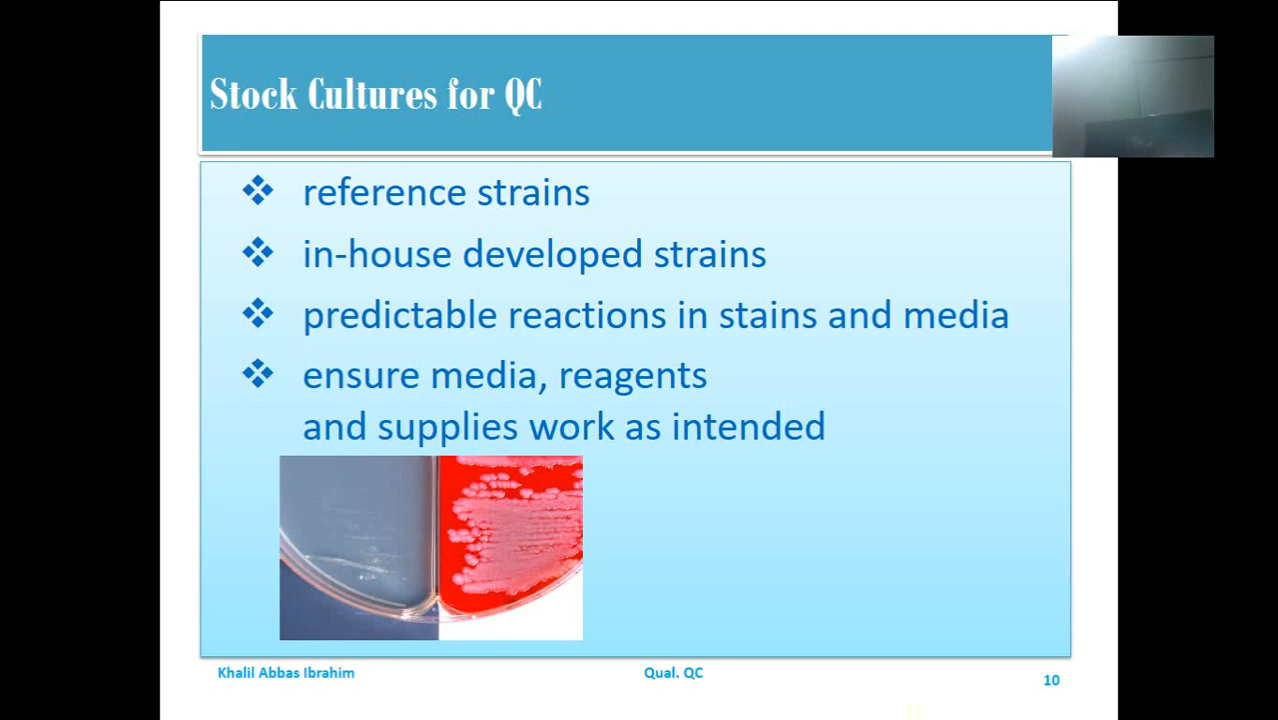 Stock Cultures for QC
reference strains
in-house developed strains
predictable reactions in stains and media
ensure media, reagents
and supplies work as intended
Khalil Abbas Ibrahim
Qual. QC
10